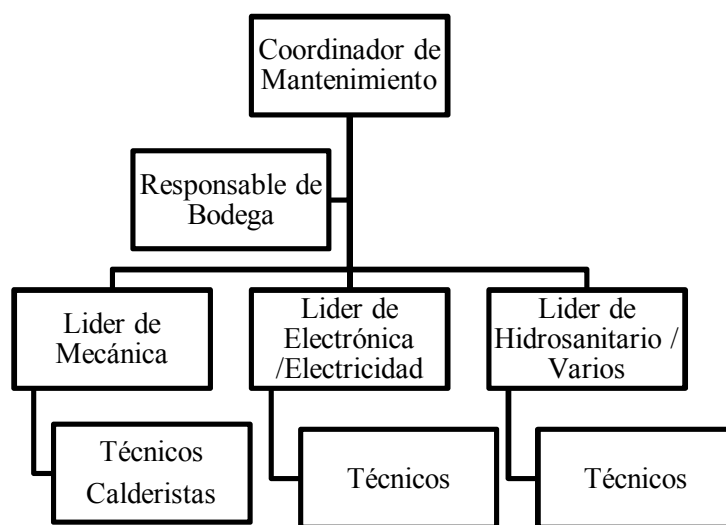 Coordinador de
Mantenimiento
Responsable de
Bodega
Lider de
Mecánica
Lider de
Electrónica
/Electricidad
Lider de
Hidrosanitario /
Varios
Técnicos
Calderistas
Técnicos
Técnicos